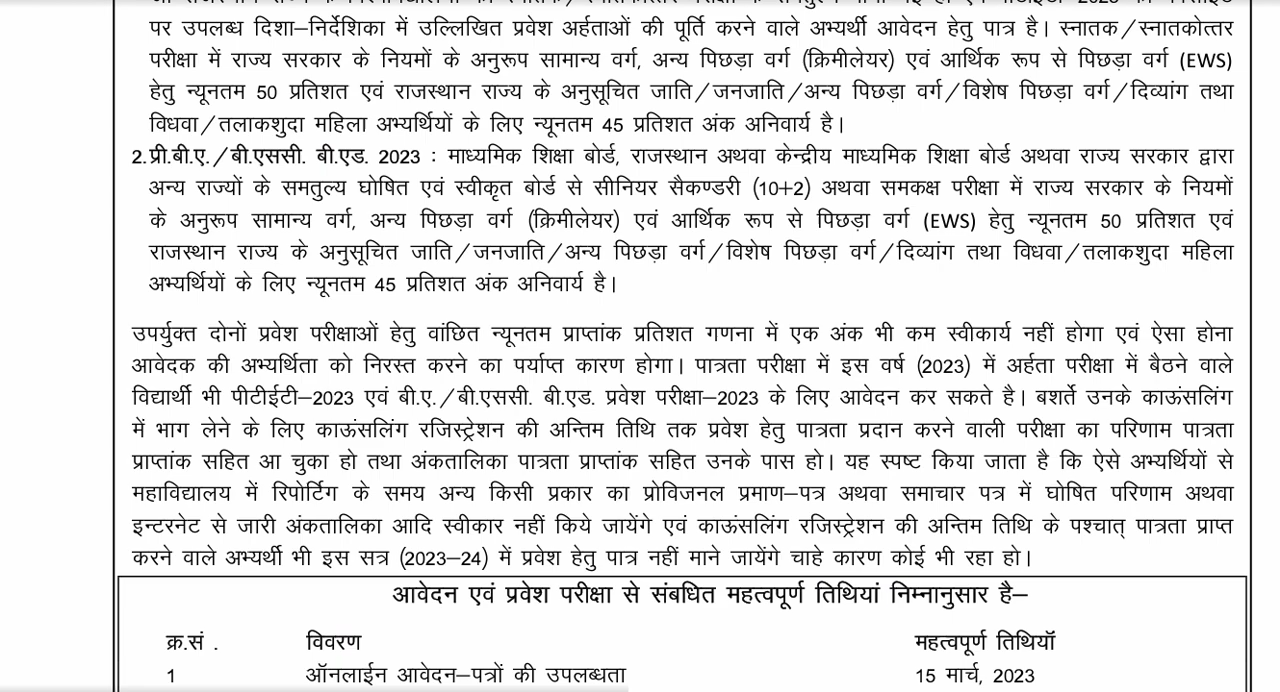 पर उपलब्ध दिशा–निर्देशिका में उल्लिखित प्रवेश अर्हताओं की पूर्ति करने वाले अभ्यर्थी आवेदन हेतु पात्र है। स्नातक/स्नातकोत्तर
परीक्षा में राज्य सरकार के नियमों के अनुरूप सामान्य वर्ग, अन्य पिछड़ा वर्ग (क्रिमीलेयर) एवं आर्थिक रूप से पिछड़ा वर्ग (EWS)
हेतु न्यूनतम 50 प्रतिशत एवं राजस्थान राज्य के अनुसूचित जाति/जनजाति/अन्य पिछड़ा वर्ग/विशेष पिछड़ा वर्ग/दिव्यांग तथा
विधवा/तलाकशुदा महिला अभ्यर्थियों के लिए न्यूनतम 45 प्रतिशत अंक अनिवार्य है।
2. प्री.बी.ए./बी.एससी. बी.एड. 2023 : माध्यमिक शिक्षा बोर्ड, राजस्थान अथवा केन्द्रीय माध्यमिक शिक्षा बोर्ड अथवा राज्य सरकार द्वारा
अन्य राज्यों के समतुल्य घोषित एवं स्वीकृत बोर्ड से सीनियर सैकण्डरी (10+2) अथवा समकक्ष परीक्षा में राज्य सरकार के नियमों
के अनुरूप सामान्य वर्ग, अन्य पिछड़ा वर्ग (क्रिमीलेयर) एवं आर्थिक रूप से पिछड़ा वर्ग (EWS) हेतु न्यूनतम 50 प्रतिशत एवं
राजस्थान राज्य के अनुसूचित जाति/जनजाति/अन्य पिछड़ा वर्ग/विशेष पिछड़ा वर्ग/दिव्यांग तथा विधवा/तलाकशुदा महिला
अभ्यर्थियों के लिए न्यूनतम 45 प्रतिशत अंक अनिवार्य है।
उपर्युक्त दोनों प्रवेश परीक्षाओं हेतु वांछित न्यूनतम प्राप्तांक प्रतिशत गणना में एक अंक भी कम स्वीकार्य नहीं होगा एवं ऐसा होना
आवेदक की अभ्यर्थिता को निरस्त करने का पर्याप्त कारण होगा। पात्रता परीक्षा में इस वर्ष (2023) में अर्हता परीक्षा में बैठने वाले
विद्यार्थी भी पीटीईटी–2023 एवं बी.ए./बी.एससी. बी.एड. प्रवेश परीक्षा–2023 के लिए आवेदन कर सकते है। बशर्ते उनके काऊंसलिंग
में भाग लेने के लिए काऊंसलिंग रजिस्ट्रेशन की अन्तिम तिथि तक प्रवेश हेतु पात्रता प्रदान करने वाली परीक्षा का परिणाम पात्रता
प्राप्तांक सहित आ चुका हो तथा अंकतालिका पात्रता प्राप्तांक सहित उनके पास हो। यह स्पष्ट किया जाता है कि ऐसे अभ्यर्थियों से
महाविद्यालय में रिपोर्टिंग के समय अन्य किसी प्रकार का प्रोविजनल प्रमाण–पत्र अथवा समाचार पत्र में घोषित परिणाम अथवा
इन्टरनेट से जारी अंकतालिका आदि स्वीकार नहीं किये जायेंगे एवं काऊंसलिंग रजिस्ट्रेशन की अन्तिम तिथि के पश्चात् पात्रता प्राप्त
करने वाले अभ्यर्थी भी इस सत्र (2023–24) में प्रवेश हेतु पात्र नहीं माने जायेंगे चाहे कारण कोई भी रहा हो।
आवेदन एवं प्रवेश परीक्षा से संबधित महत्वपूर्ण तिथियां निम्नानुसार है–
क्र.सं . विवरण महत्वपूर्ण तिथियॉ
1 ऑनलाईन आवेदन–पत्रों की उपलब्धता 15 मार्च, 2023